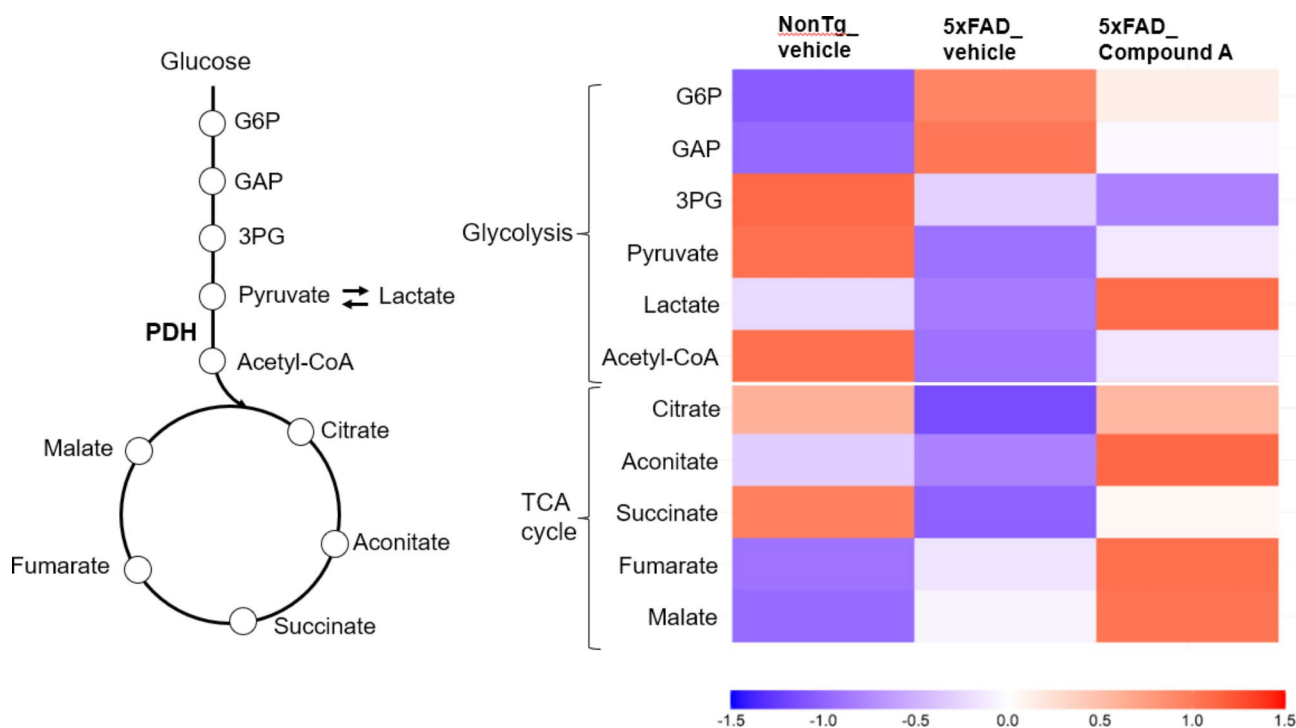 Glucose
G6P
GAP
3PG
Pyruvate
Lactate
PDH
Acetyl-CoA
Citrate
Malate
Aconitate
Fumarate
Succinate
NonTg_
vehicle
5xFAD_
vehicle
5xFAD_
Compound A
Glycolysis
G6P
GAP
3PG
Pyruvate
Lactate
Acetyl-CoA
TCA
cycle
Citrate
Aconitate
Succinate
Fumarate
Malate
-1.5 -1.0 -0.5 0.0 0.5 1.0 1.5